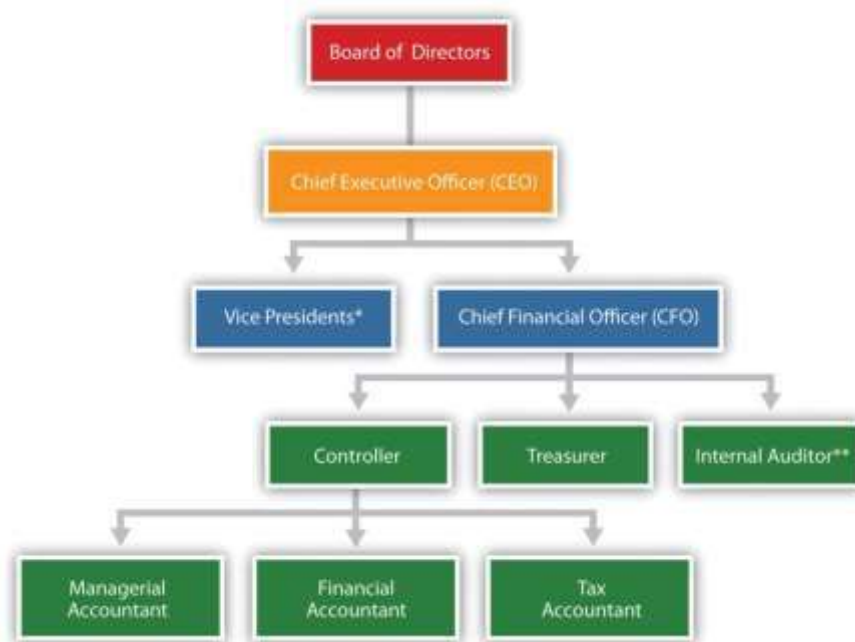 Board of Directors
Chief Executive Officer (CEO)
Vice Presidents*
Chief Financial Officer (CFO)
Controller
Treasurer
Internal Auditor**
Managerial
Accountant
Financial
Accountant
Tax
Accountant